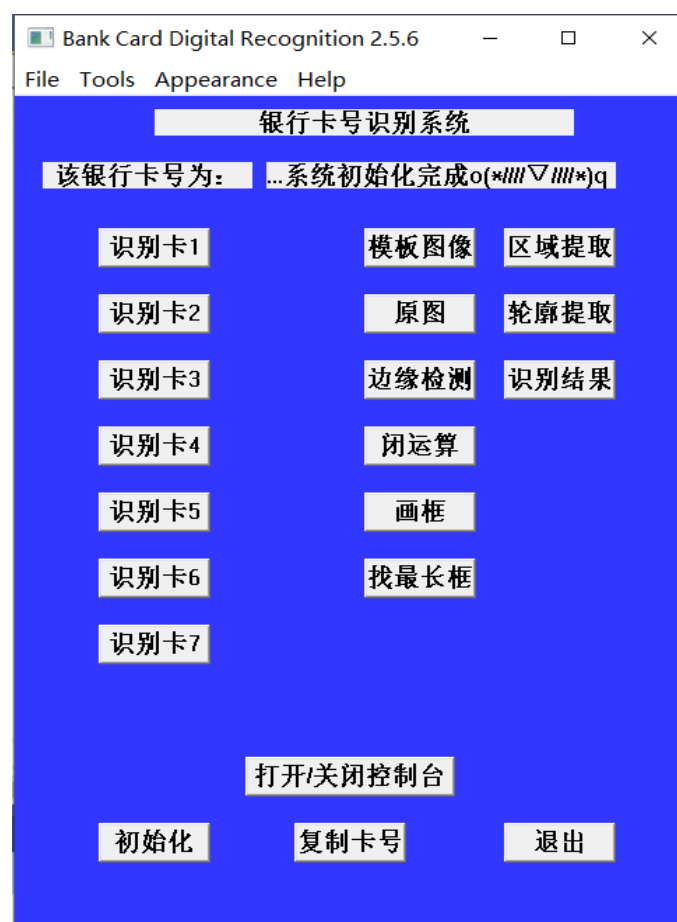 Bank Card Digital Recognition 2.5.6
File Tools Appearance Help
银行卡号识别系统
该银行卡号为： ...系统初始化完成o(*////▽////*)q
识别卡1 模板图像 区域提取
识别卡2 原图 轮廓提取
识别卡3 边缘检测 识别结果
识别卡4 闭运算
识别卡5 画框
识别卡6 找最长框
识别卡7
打开/关闭控制台
初始化 复制卡号 退出